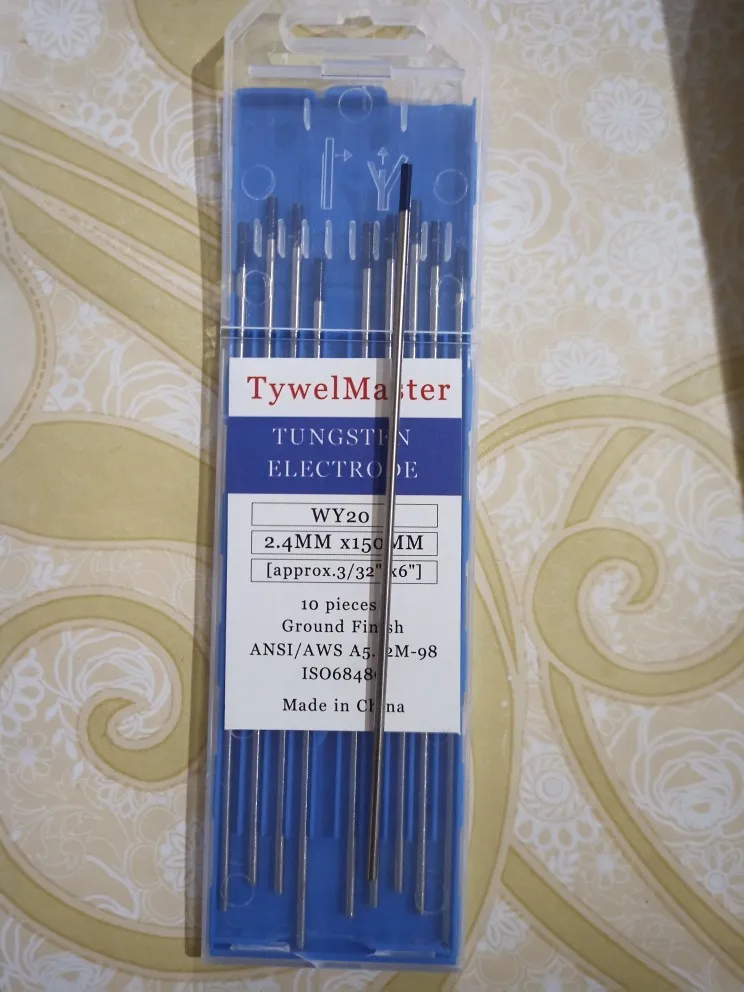 TywelMaster
TUNGSTEN
ELECTRODE
WY20
2.4MM x150MM
[approx.3/32" x6"]
10 pieces
Ground Finish
ANSI/AWS A5.12M-98
ISO6848
Made in China